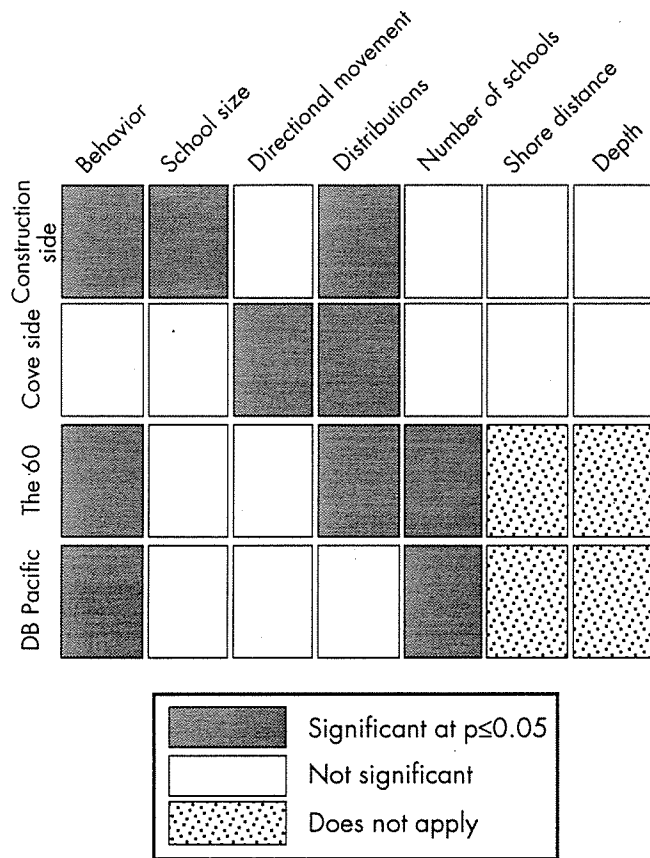 Behavior
School size
Directional movement
Distributions
Number of schools
Shore distance
Depth
Construction
side
Cove side
The 60
DB Pacific
Significant at p≤0.05
Not significant
Does not apply